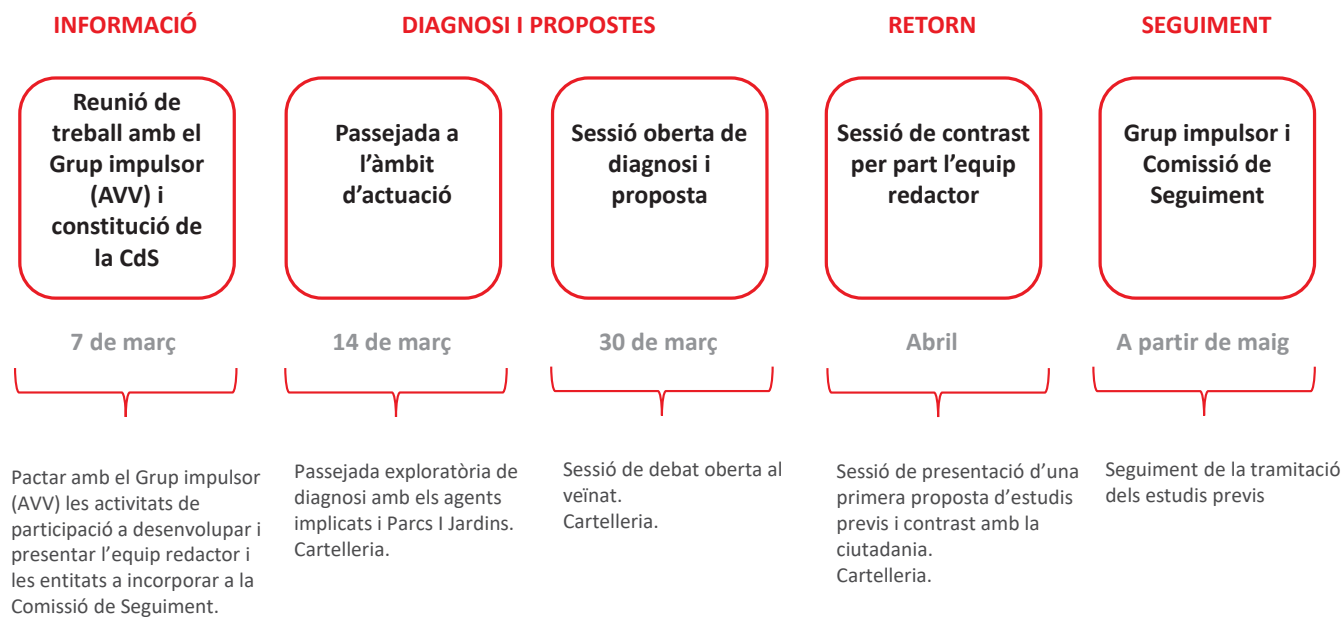 INFORMACIÓ
DIAGNOSI I PROPOSTES
RETORN
SEGUIMENT
Reunió de
treball amb el
Grup impulsor
(AVV) i
constitució de
la CdS
Passejada a
l’àmbit
d’actuació
Sessió oberta de
diagnosi i
proposta
Sessió de contrast
per part l’equip
redactor
Grup impulsor i
Comissió de
Seguiment
7 de març
14 de març
30 de març
Abril
A partir de maig
Pactar amb el Grup impulsor
(AVV) les activitats de
participació a desenvolupar i
presentar l’equip redactor i
les entitats a incorporar a la
Comissió de Seguiment.
Passejada exploratòria de
diagnosi amb els agents
implicats i Parcs I Jardins.
Cartelleria.
Sessió de debat oberta al
veïnat.
Cartelleria.
Sessió de presentació d’una
primera proposta d’estudis
previs i contrast amb la
ciutadania.
Cartelleria.
Seguiment de la tramitació
dels estudis previs